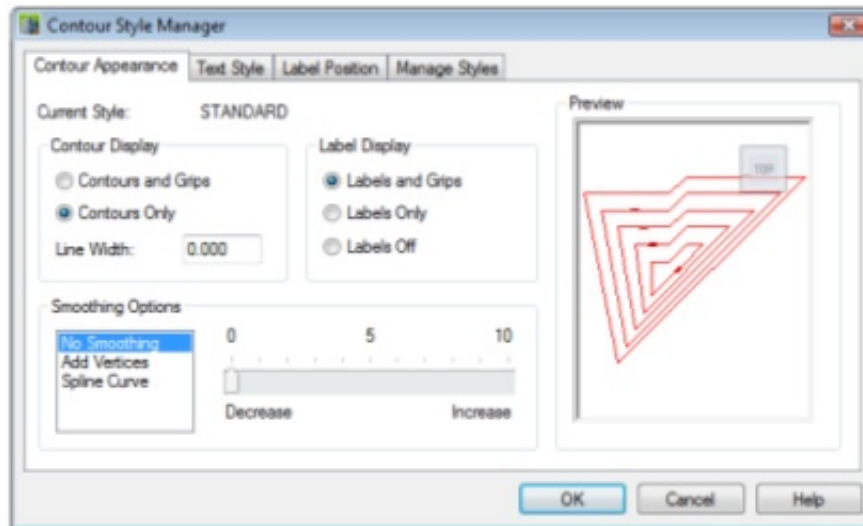 Contour Style Manager
Contour Appearance Text Style Label Position Manage Styles
Current Style: STANDARD
Contour Display
Contours and Grips
Contours Only
Line Width: 0.000
Label Display
Labels and Grips
Labels Only
Labels Off
Smoothing Options
No Smoothing
Add Vertices
Spline Curve
0 5 10
Decrease Increase
Preview
TOP
OK Cancel Help